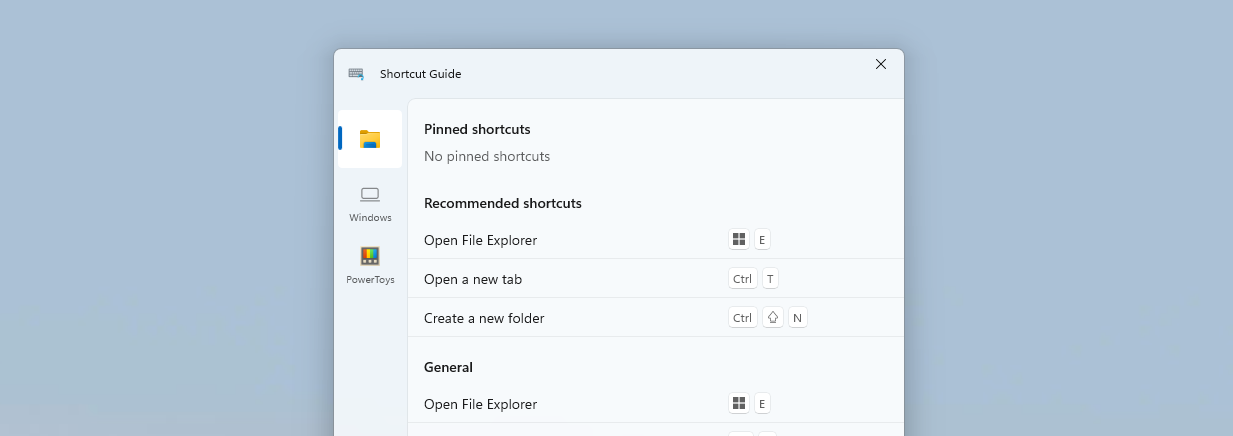 Shortcut Guide
Pinned shortcuts
No pinned shortcuts
Recommended shortcuts
Windows
Open File Explorer E
PowerToys
Open a new tab Ctrl T
Create a new folder Ctrl N
General
Open File Explorer E